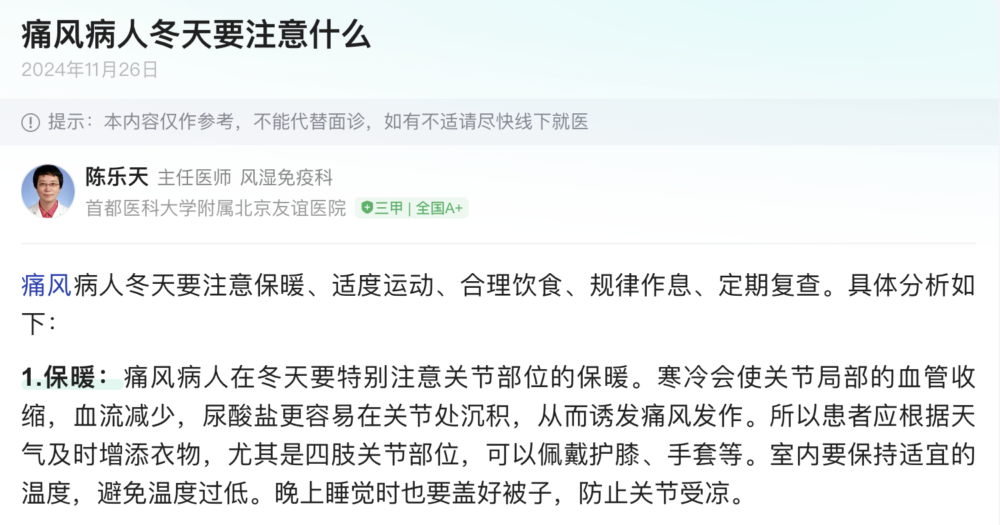 痛风病人冬天要注意什么
2024年11月26日
提示：本内容仅作参考，不能代替面诊，如有不适请尽快线下就医
陈乐天 主任医师 风湿免疫科
首都医科大学附属北京友谊医院 三甲 | 全国A+
痛风病人冬天要注意保暖、适度运动、合理饮食、规律作息、定期复查。具体分析如
下：
1.保暖：痛风病人在冬天要特别注意关节部位的保暖。寒冷会使关节局部的血管收
缩，血流减少，尿酸盐更容易在关节处沉积，从而诱发痛风发作。所以患者应根据天
气及时增添衣物，尤其是四肢关节部位，可以佩戴护膝、手套等。室内要保持适宜的
温度，避免温度过低。晚上睡觉时也要盖好被子，防止关节受凉。